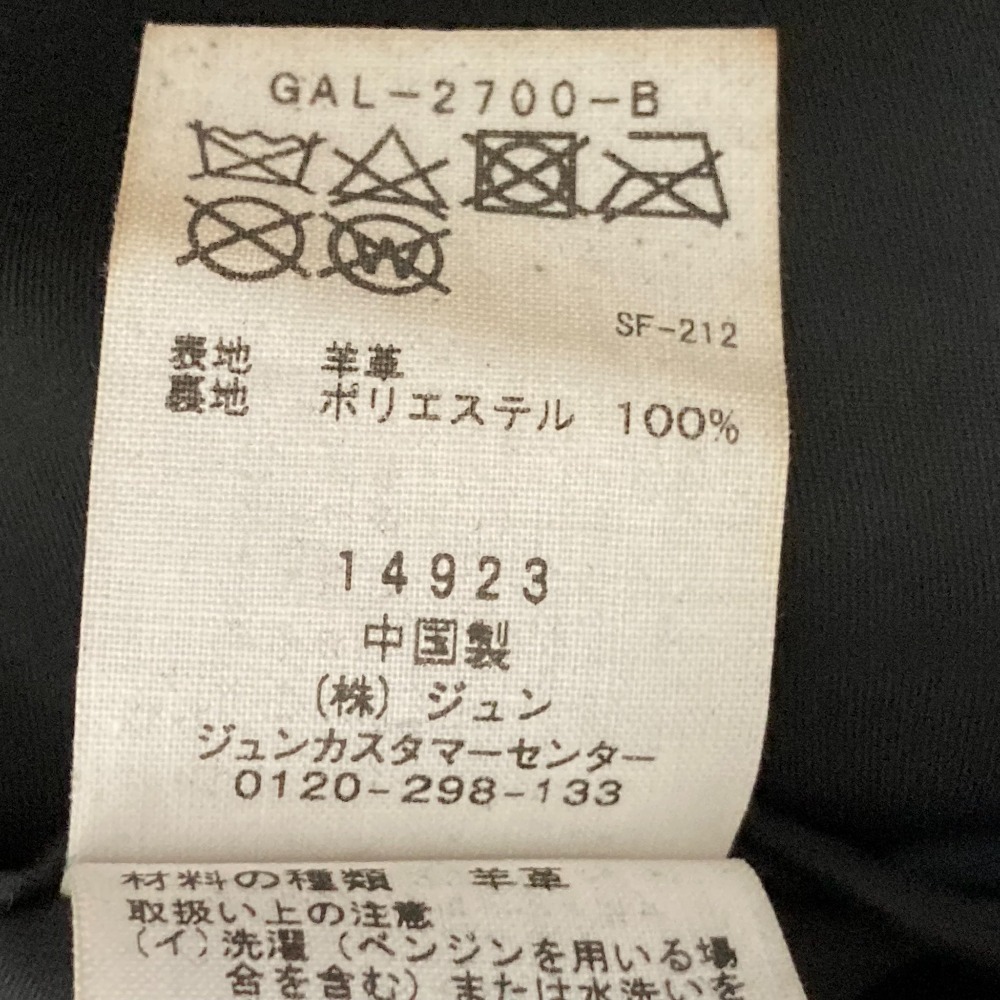 GAL-2700-B
SF-212
表地 羊革
裏地 ポリエステル 100%
14923
中国製
(株) ジュン
ジュンカスタマーセンター
0120-298-133
材料の種類 羊革
取扱い上の注意
(イ) 洗濯 (ベンジンを用いる場
合を含む) または水洗いを